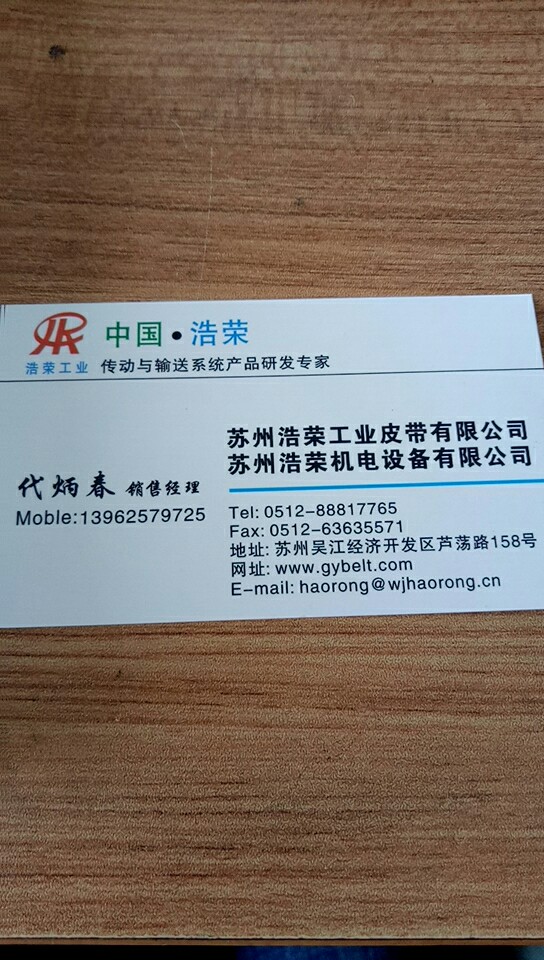 中国·浩荣
浩荣工业
传动与输送系统产品研发专家
苏州浩荣工业皮带有限公司
苏州浩荣机电设备有限公司
代炳春 销售经理
Moble:13962579725
Tel: 0512-88817765
Fax: 0512-63635571
地址: 苏州吴江经济开发区芦荡路158号
网址: www.gybelt.com
E-mail: haorong@wjhaorong.cn